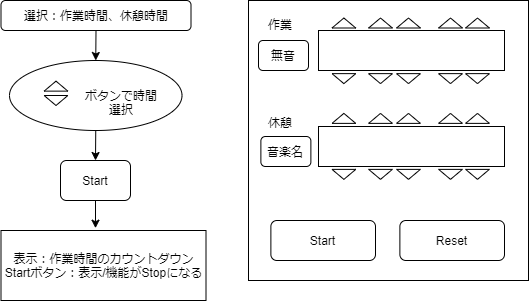 選択：作業時間、休憩時間
ボタンで時間
選択
Start
表示：作業時間のカウントダウン
Startボタン：表示/機能がStopになる
作業
無音
休憩
音楽名
Start
Reset